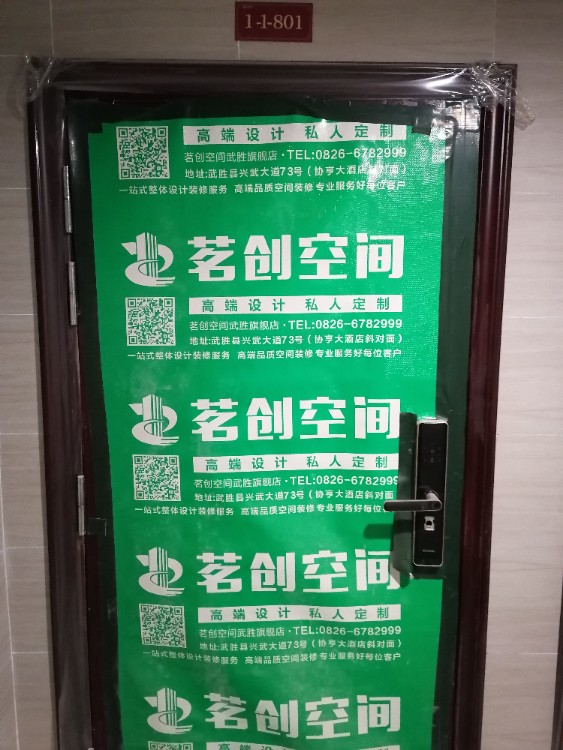 1-1-801
高端设计 私人定制
茗创空间武胜旗舰店·TEL:0826-6782999
地址:武胜县兴武大道73号(协亨大酒店斜对面)
一站式整体设计装修服务 高端品质空间装修专业服务好每位客户
茗创空间
高端设计 私人定制
茗创空间武胜旗舰店·TEL:0826-6782999
地址:武胜县兴武大道73号(协亨大酒店斜对面)
一站式整体设计装修服务 高端品质空间装修专业服务好每位客户
茗创空间
高端设计 私人定制
茗创空间武胜旗舰店·TEL:0826-6782999
地址:武胜县兴武大道73号(协亨大酒店斜对面)
一站式整体设计装修服务 高端品质空间装修专业服务好每位客户
茗创空间
高端设计 私人定制
茗创空间武胜旗舰店·TEL:0826-6782999
地址:武胜县兴武大道73号(协亨大酒店斜对面)
一站式整体设计装修服务 高端品质空间装修专业服务好每位客户
茗创空间
高端设计 私人定制